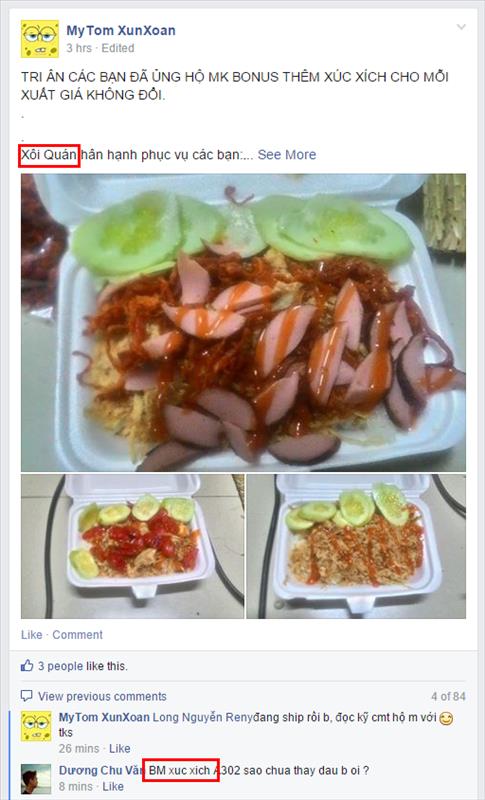 MyTom XunXoan
3 hrs · Edited
TRI ÂN CÁC BẠN ĐÃ ỦNG HỘ MK BONUS THÊM XÚC XÍCH CHO MỖI
XUẤT GIÁ KHÔNG ĐỔI.
.
.
Xôi Quán hân hạnh phục vụ các bạn:... See More
Like · Comment
3 people like this.
View previous comments 4 of 84
MyTom XunXoan Long Nguyễn Renyđang ship rồi b, đọc kỹ cmt hộ m với
tks
26 mins · Like
Dương Chu Văn BM xuc xich A302 sao chua thay dau b oi ?
8 mins · Like